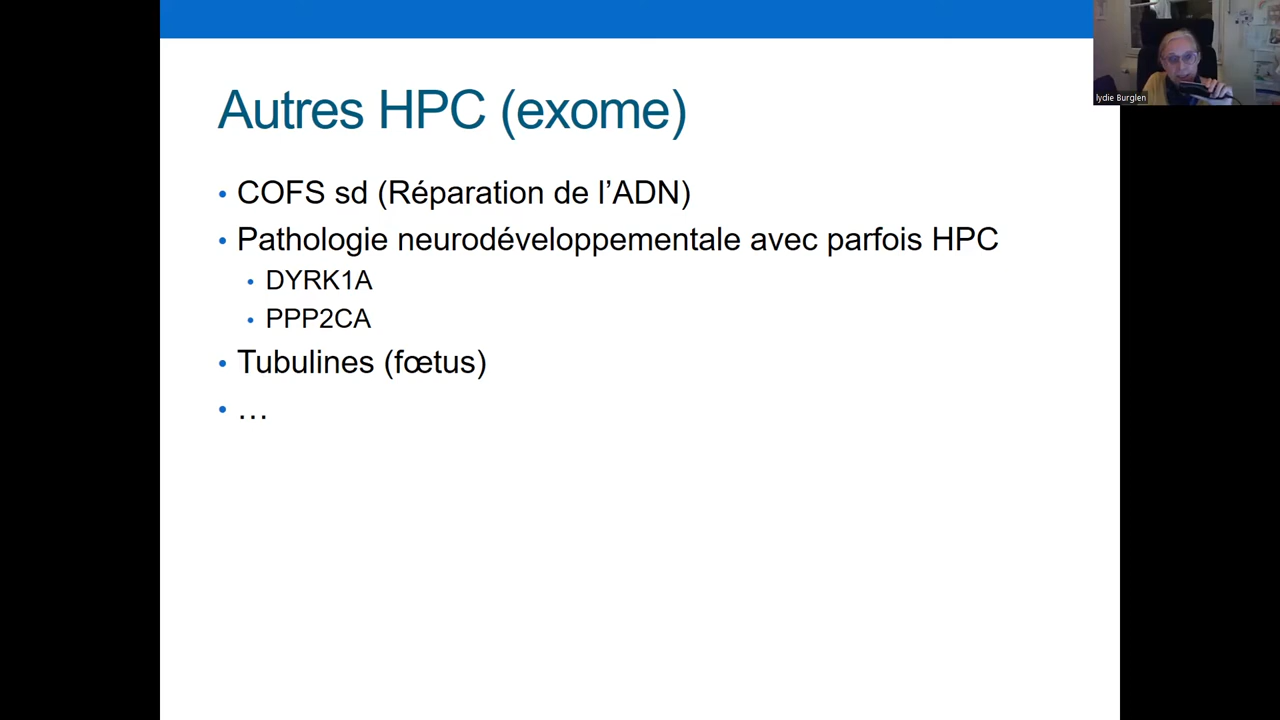 lydie Burglen
Autres HPC (exome)
• COFS sd (Réparation de l’ADN)
• Pathologie neurodéveloppementale avec parfois HPC
• DYRK1A
• PPP2CA
• Tubulines (fœtus)
• …